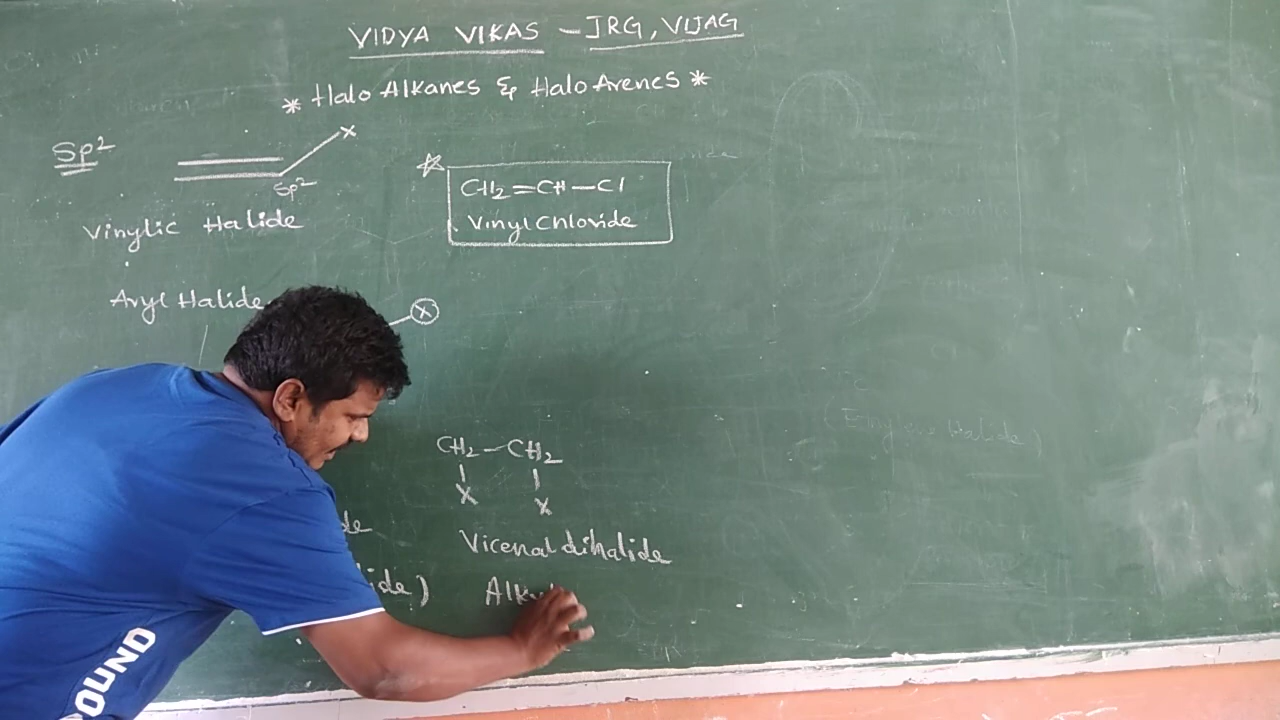 VIDYA VIKAS - JRG, VIJAG
* Halo Alkanes & Halo Arenes *
Sp²
X
Sp²
Vinylic Halide
CH₂=CH-Cl
Vinyl Chloride
Aryl Halide
X
CH₂-CH₂
X X
Vicenal dihalide
OUND